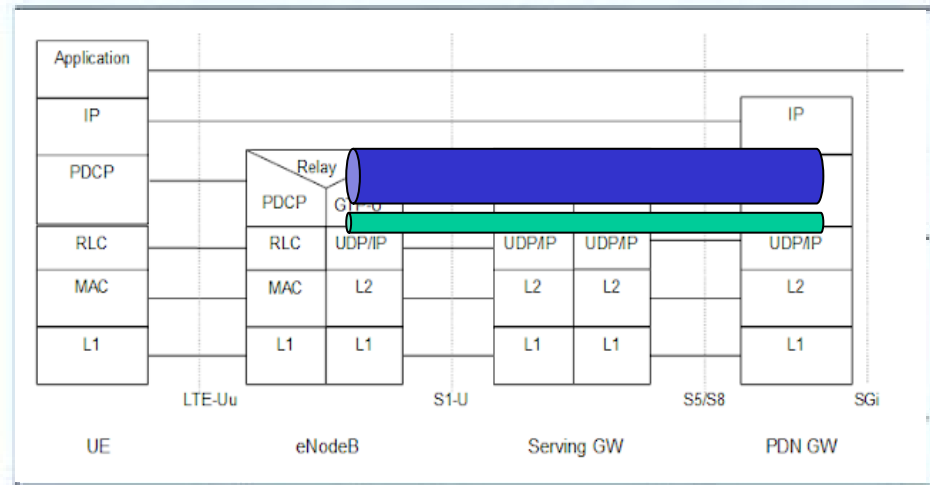 Application
IP IP
Relay
PDCP PDCP GTP-U
RLC RLC UDP/IP UDP/IP UDP/IP UDP/IP
MAC MAC L2 L2 L2 L2
L1 L1 L1 L1 L1 L1
LTE-Uu S1-U S5/S8 SGi
UE eNodeB Serving GW PDN GW